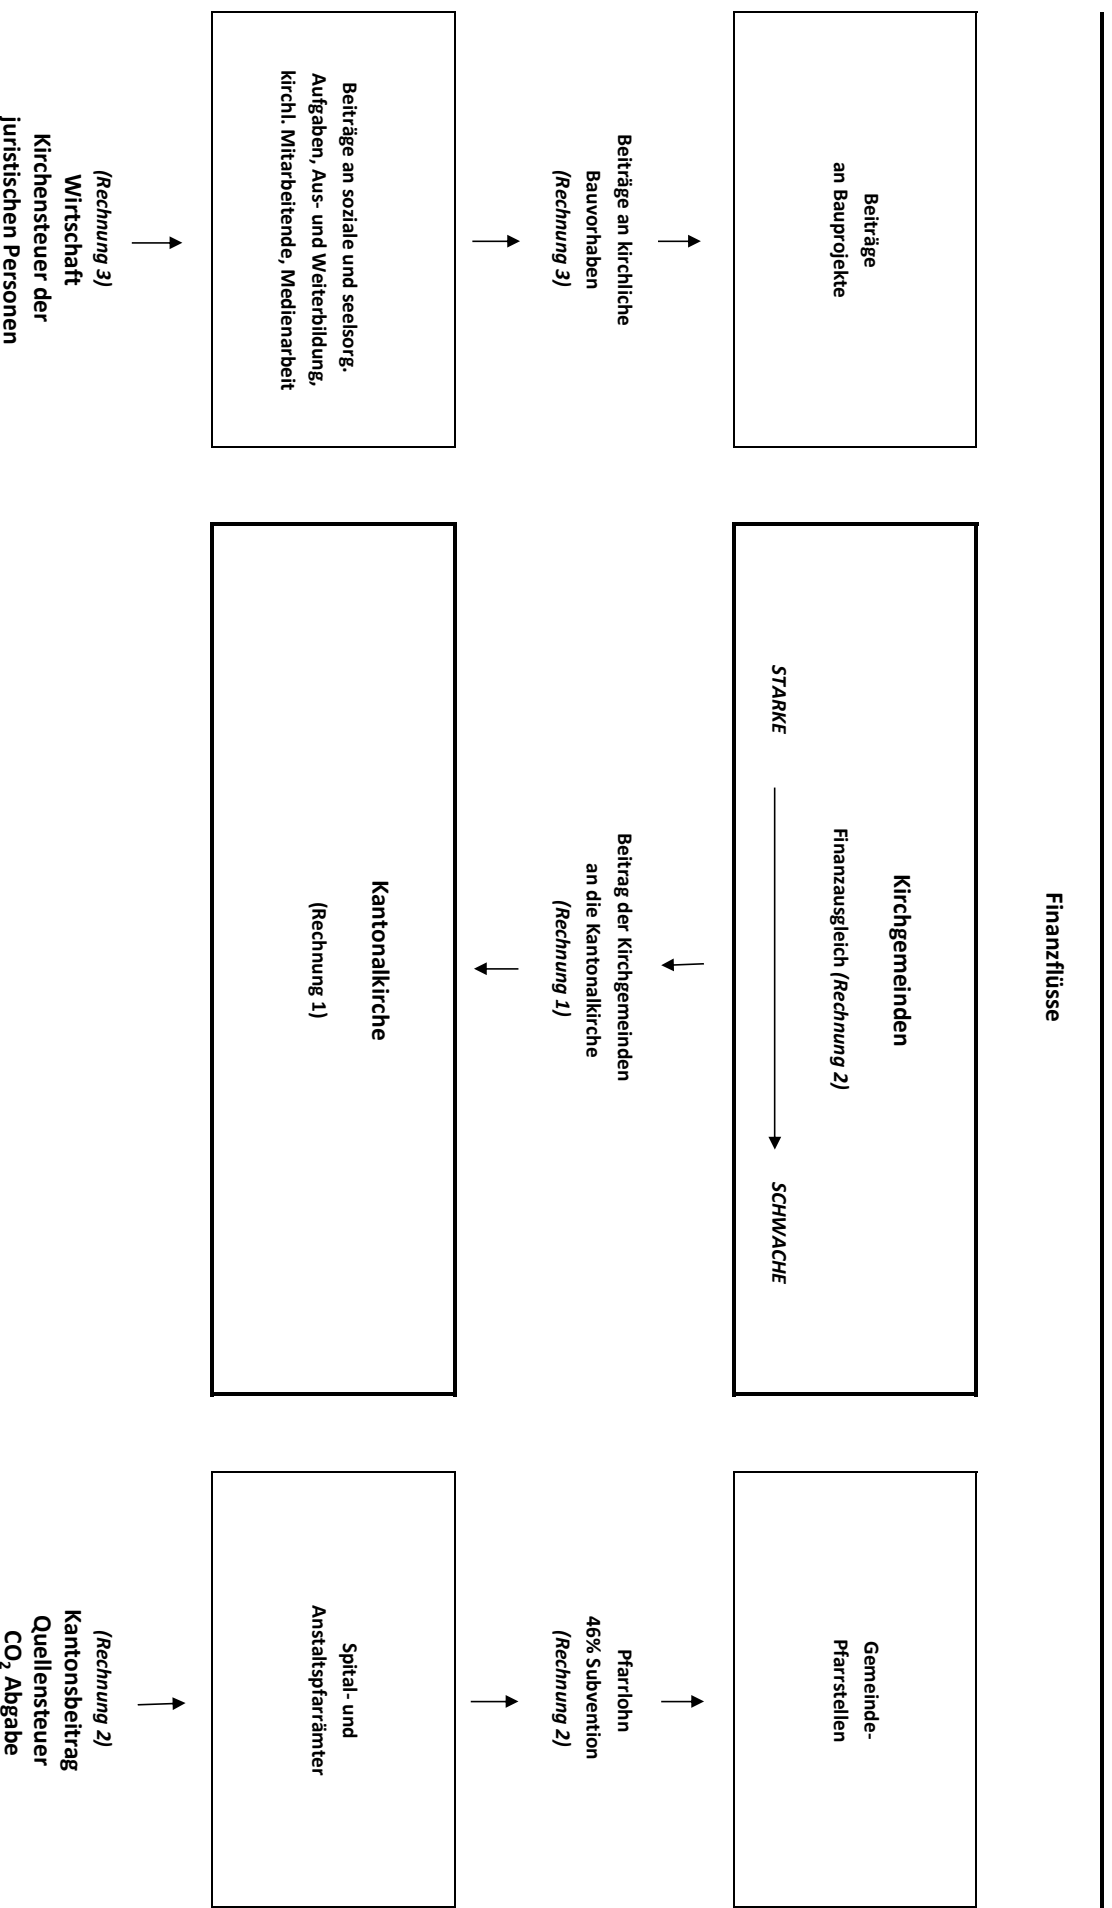 Finanzflüsse
Beiträge
an Bauprojekte
Kirchgemeinden
Finanzausgleich (Rechnung 2)
STARKE
SCHWACHE
Gemeinde-
Pfarrstellen
Beiträge an kirchliche
Bauvorhaben
(Rechnung 3)
Beitrag der Kirchgemeinden
an die Kantonalkirche
(Rechnung 1)
Pfarrlohn
46% Subvention
(Rechnung 2)
Beiträge an soziale und seelsorg.
Aufgaben, Aus- und Weiterbildung,
kirchl. Mitarbeitende, Medienarbeit
Kantonalkirche
(Rechnung 1)
Spital- und
Anstaltspfarrämter
(Rechnung 3)
Wirtschaft
Kirchensteuer der
juristischen Personen
(Rechnung 2)
Kantonsbeitrag
Quellensteuer
CO₂ Abgabe